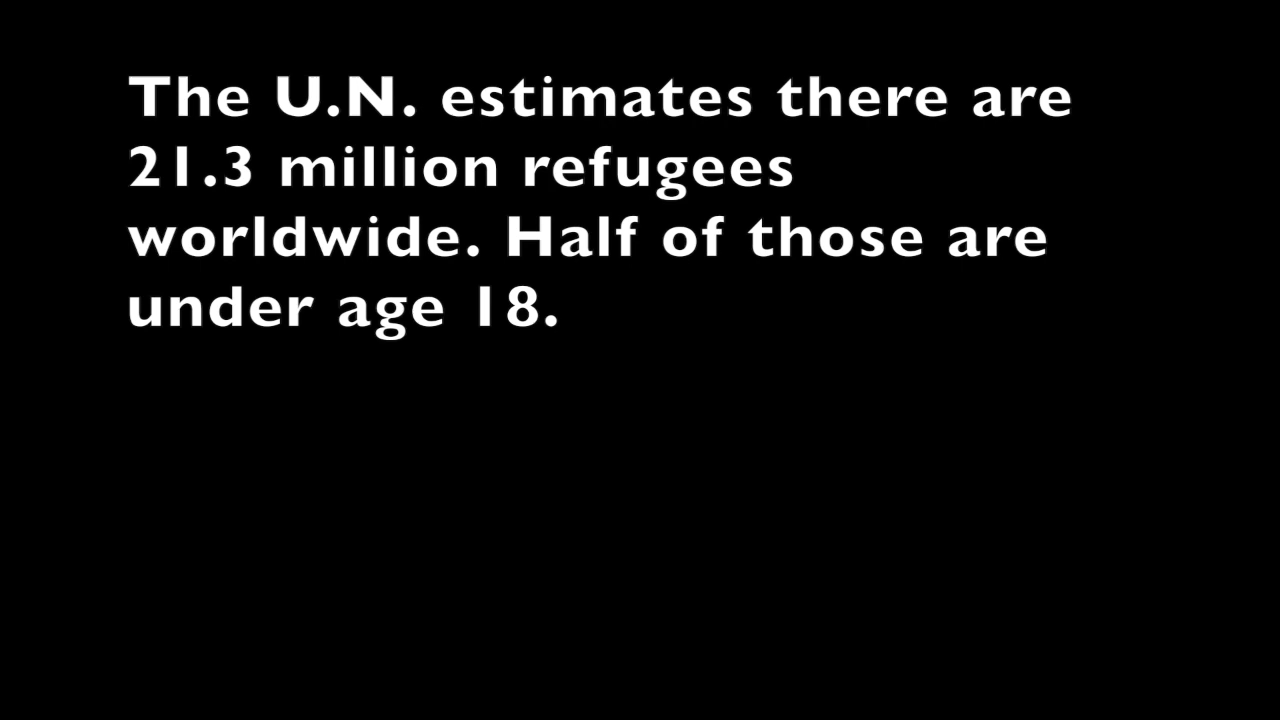 The U.N. estimates there are
21.3 million refugees
worldwide. Half of those are
under age 18.